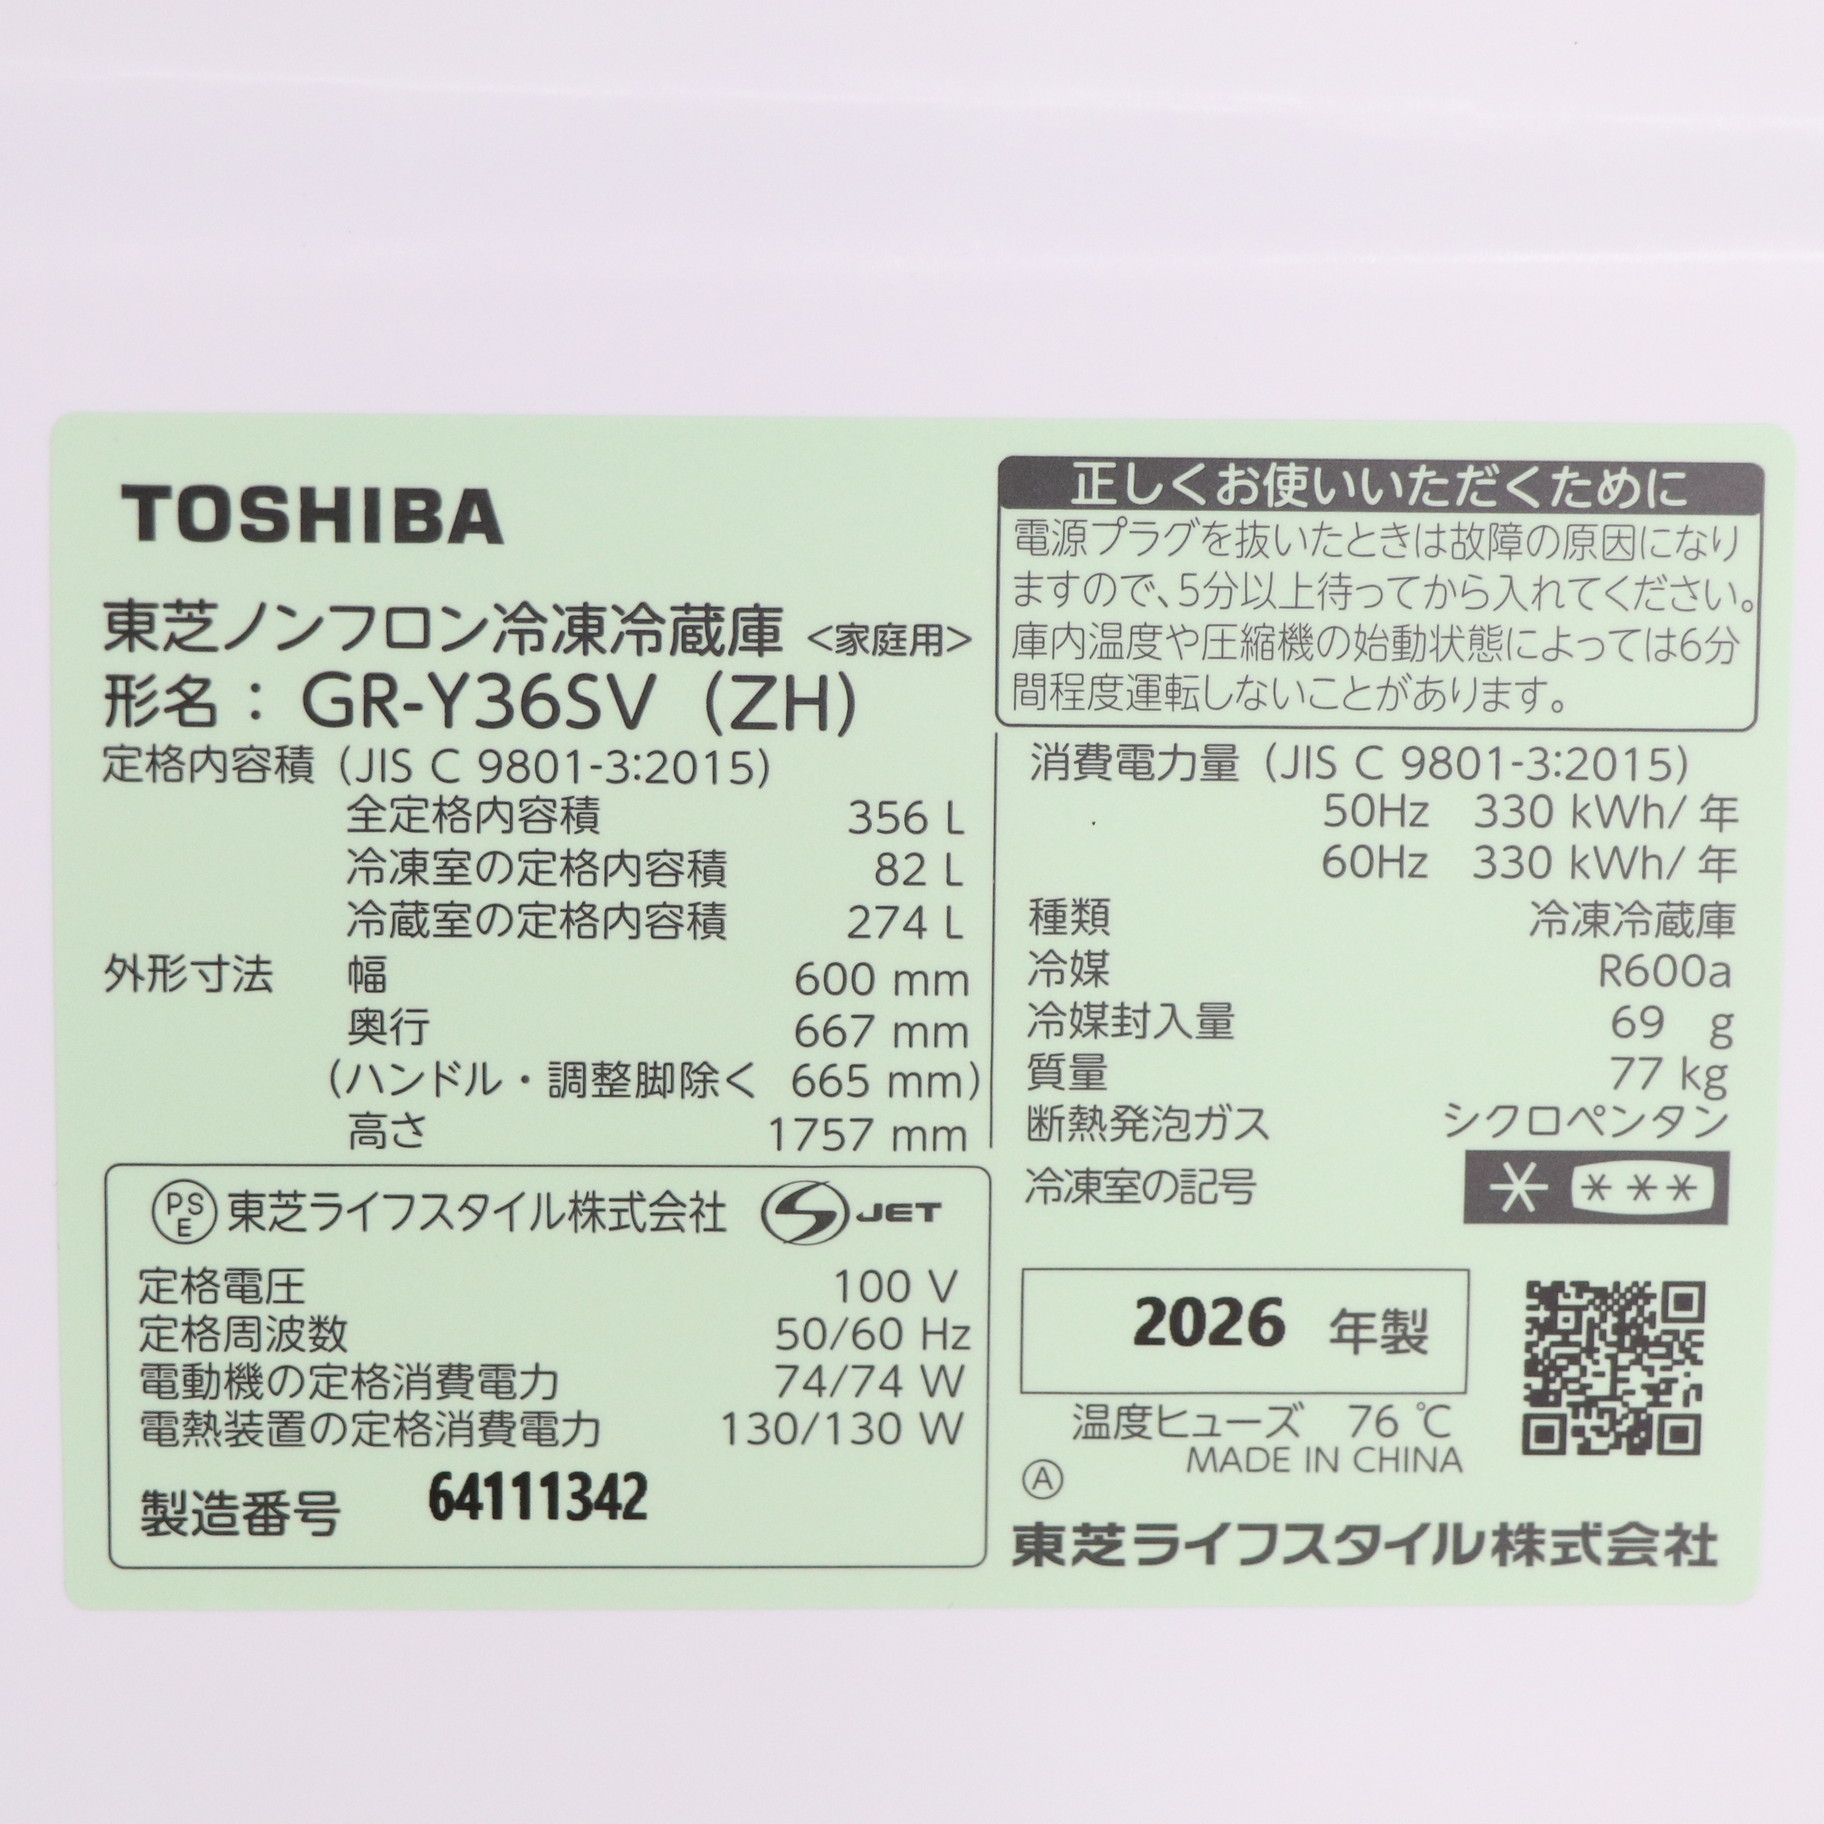 TOSHIBA
東芝ノンフロン冷凍冷蔵庫 <家庭用>
形名： GR-Y36SV (ZH)
定格内容積 (JIS C 9801-3:2015)
全定格内容積 356 L
冷凍室の定格内容積 82 L
冷蔵室の定格内容積 274 L
外形寸法 幅 600 mm
奥行 667 mm
(ハンドル・調整脚除く 665 mm)
高さ 1757 mm
PSE 東芝ライフスタイル株式会社 S JET
定格電圧 100 V
定格周波数 50/60 Hz
電動機の定格消費電力 74/74 W
電熱装置の定格消費電力 130/130 W
製造番号 64111342
正しくお使いいただくために
電源プラグを抜いたときは故障の原因になり
ますので、5分以上待ってから入れてください。
庫内温度や圧縮機の始動状態によっては6分
間程度運転しないことがあります。
消費電力量 (JIS C 9801-3:2015)
50Hz 330 kWh/年
60Hz 330 kWh/年
種類 冷凍冷蔵庫
冷媒 R600a
冷媒封入量 69 g
質量 77 kg
断熱発泡ガス シクロペンタン
冷凍室の記号 * ***
2026 年製
温度ヒューズ 76 ℃
MADE IN CHINA
Ⓐ
東芝ライフスタイル株式会社